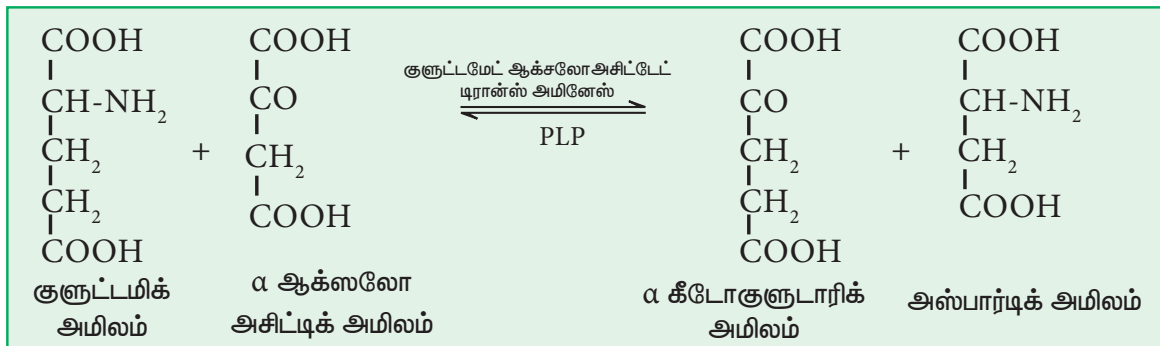 COOH
CH-NH₂
CH₂
CH₂
COOH
குளுட்டமிக்
அமிலம்
+
COOH
CO
CH₂
COOH
α ஆக்ஸலோ
அசிட்டிக் அமிலம்
குளுட்டமேட் ஆக்சலோஅசிட்டேட்
டிரான்ஸ் அமினேஸ்
PLP
COOH
CO
CH₂
CH₂
COOH
α கீடோகுளுடாரிக்
அமிலம்
+
COOH
CH-NH₂
CH₂
COOH
அஸ்பார்டிக் அமிலம்